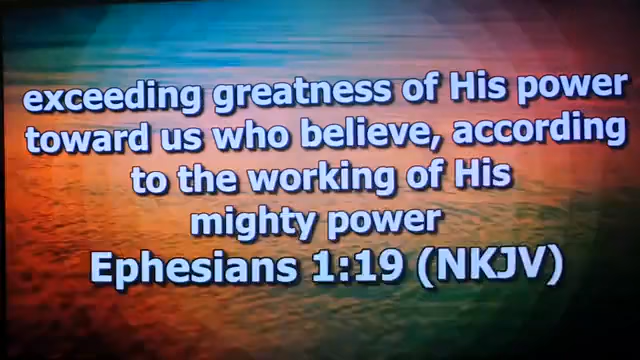 exceeding greatness of His power
toward us who believe, according
to the working of His
mighty power
Ephesians 1:19 (NKJV)